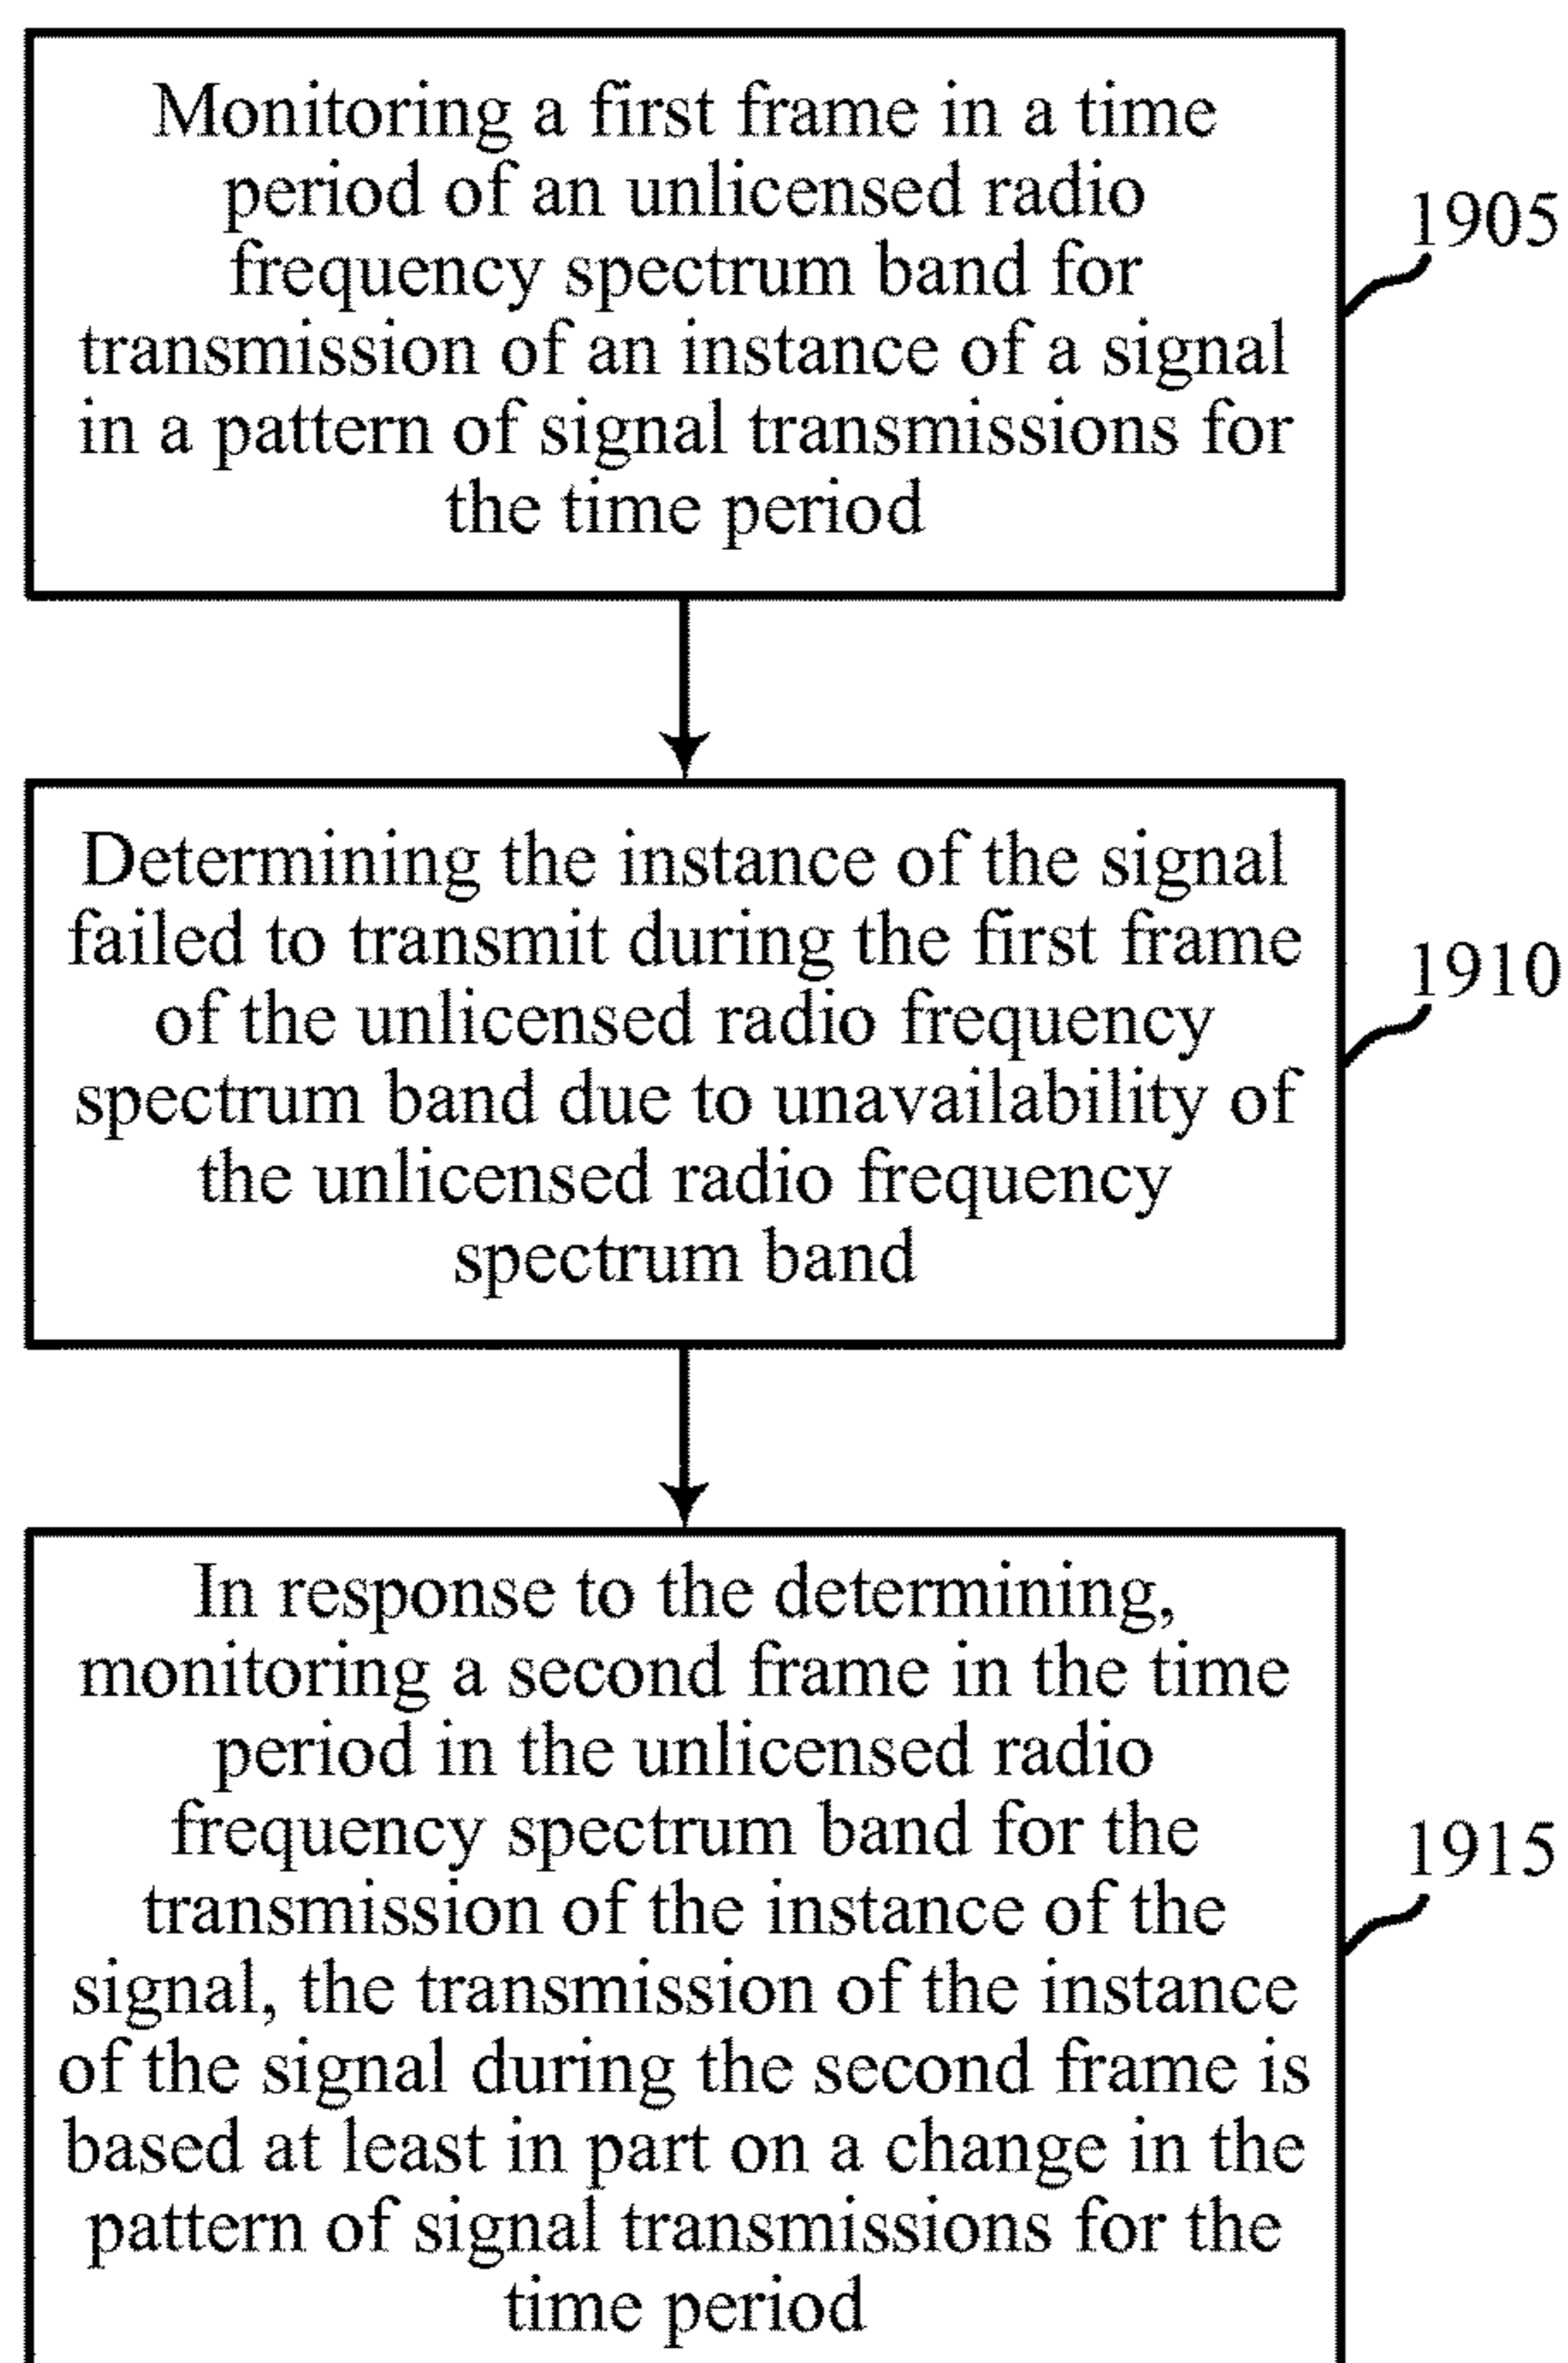 Monitoring a first frame in a time
period of an unlicensed radio
frequency spectrum band for
transmission of an instance of a signal
in a pattern of signal transmissions for
the time period
1905
Determining the instance of the signal
failed to transmit during the first frame
of the unlicensed radio frequency
spectrum band due to unavailability of
the unlicensed radio frequency
spectrum band
1910
In response to the determining,
monitoring a second frame in the time
period in the unlicensed radio
frequency spectrum band for the
transmission of the instance of the
signal, the transmission of the instance
of the signal during the second frame is
based at least in part on a change in the
pattern of signal transmissions for the
time period
1915